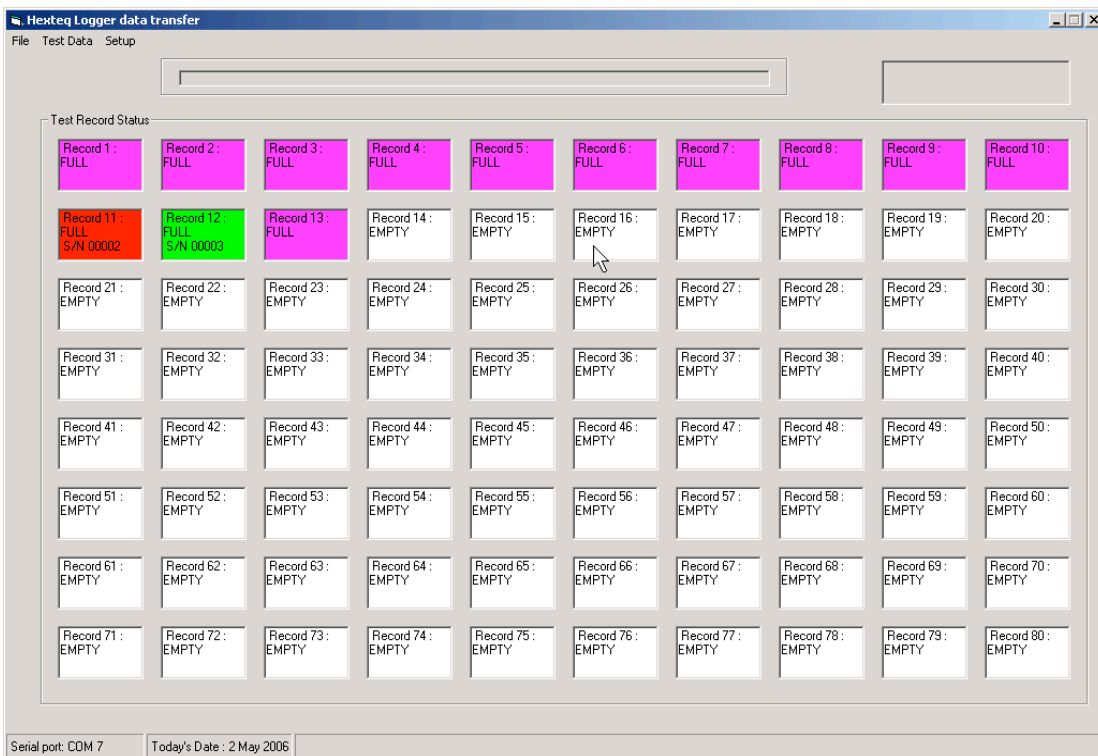 Hexteq Logger data transfer
File Test Data Setup
Test Record Status
Record 1 : Record 2 : Record 3 : Record 4 : Record 5 : Record 6 : Record 7 : Record 8 : Record 9 : Record 10 :
FULL FULL FULL FULL FULL FULL FULL FULL FULL FULL
Record 11 : Record 12 : Record 13 : Record 14 : Record 15 : Record 16 : Record 17 : Record 18 : Record 19 : Record 20 :
FULL FULL FULL EMPTY EMPTY EMPTY EMPTY EMPTY EMPTY EMPTY
S/N 00002 S/N 00003
Record 21 : Record 22 : Record 23 : Record 24 : Record 25 : Record 26 : Record 27 : Record 28 : Record 29 : Record 30 :
EMPTY EMPTY EMPTY EMPTY EMPTY EMPTY EMPTY EMPTY EMPTY EMPTY
Record 31 : Record 32 : Record 33 : Record 34 : Record 35 : Record 36 : Record 37 : Record 38 : Record 39 : Record 40 :
EMPTY EMPTY EMPTY EMPTY EMPTY EMPTY EMPTY EMPTY EMPTY EMPTY
Record 41 : Record 42 : Record 43 : Record 44 : Record 45 : Record 46 : Record 47 : Record 48 : Record 49 : Record 50 :
EMPTY EMPTY EMPTY EMPTY EMPTY EMPTY EMPTY EMPTY EMPTY EMPTY
Record 51 : Record 52 : Record 53 : Record 54 : Record 55 : Record 56 : Record 57 : Record 58 : Record 59 : Record 60 :
EMPTY EMPTY EMPTY EMPTY EMPTY EMPTY EMPTY EMPTY EMPTY EMPTY
Record 61 : Record 62 : Record 63 : Record 64 : Record 65 : Record 66 : Record 67 : Record 68 : Record 69 : Record 70 :
EMPTY EMPTY EMPTY EMPTY EMPTY EMPTY EMPTY EMPTY EMPTY EMPTY
Record 71 : Record 72 : Record 73 : Record 74 : Record 75 : Record 76 : Record 77 : Record 78 : Record 79 : Record 80 :
EMPTY EMPTY EMPTY EMPTY EMPTY EMPTY EMPTY EMPTY EMPTY EMPTY
Serial port: COM 7 Today's Date : 2 May 2006